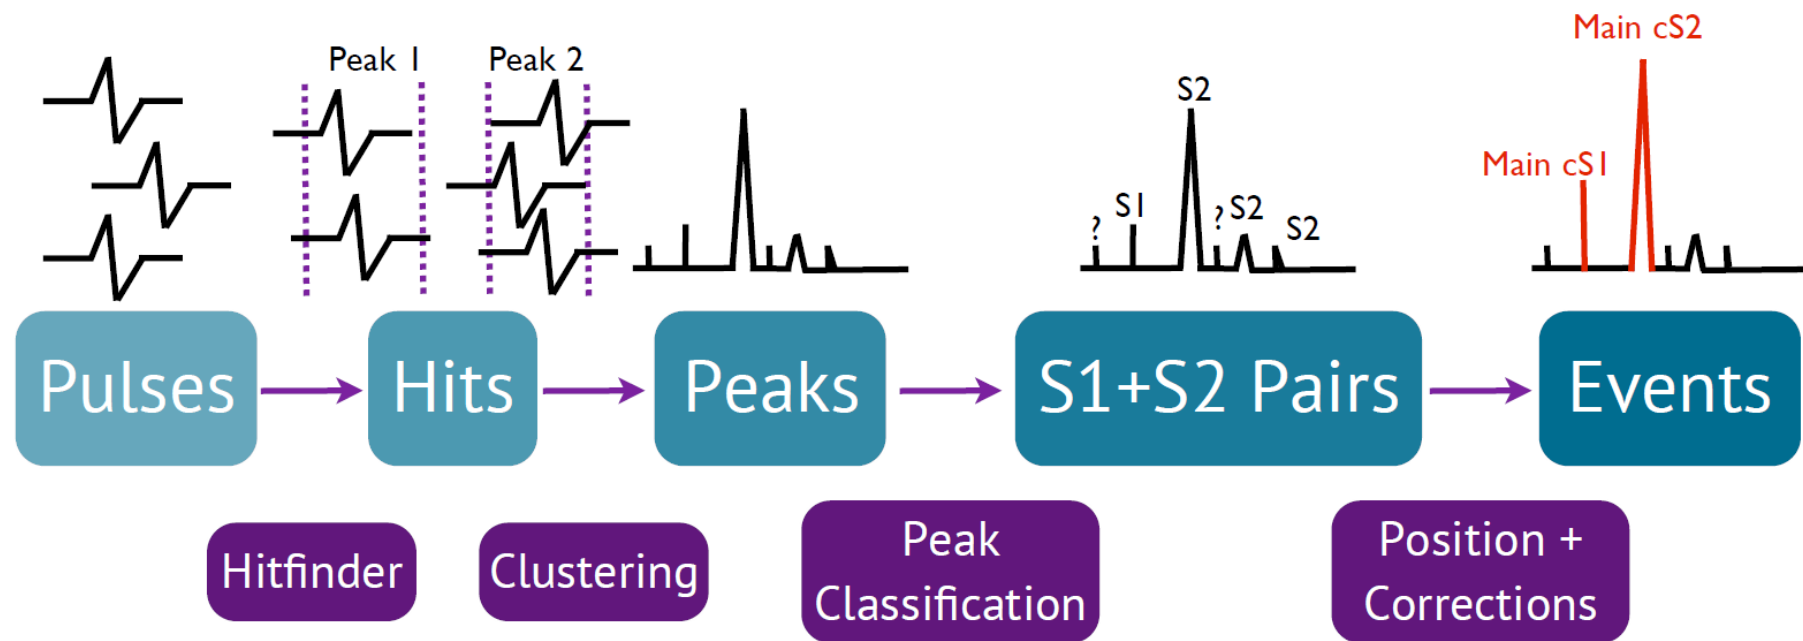 Peak 1
Peak 2
?
S1
S2
?
S2
S2
Main cS1
Main cS2
Pulses
Hits
Peaks
S1+S2 Pairs
Events
Hitfinder
Clustering
Peak
Classification
Position +
Corrections